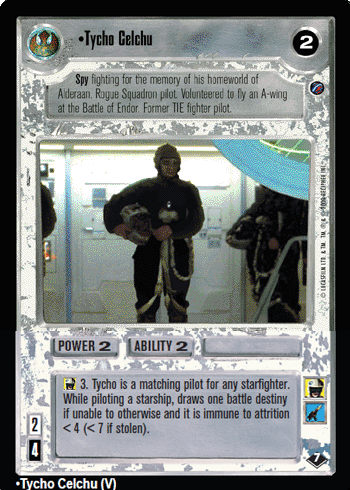 •Tycho Celchu
2
Spy fighting for the memory of his homeworld of
Alderaan. Rogue Squadron pilot. Volunteered to fly an A-wing
at the Battle of Endor. Former TIE fighter pilot.
POWER 2
ABILITY 2
3. Tycho is a matching pilot for any starfighter.
While piloting a starship, draws one battle destiny
if unable to otherwise and it is immune to attrition
< 4 (< 7 if stolen).
2
4
7
•Tycho Celchu (V)